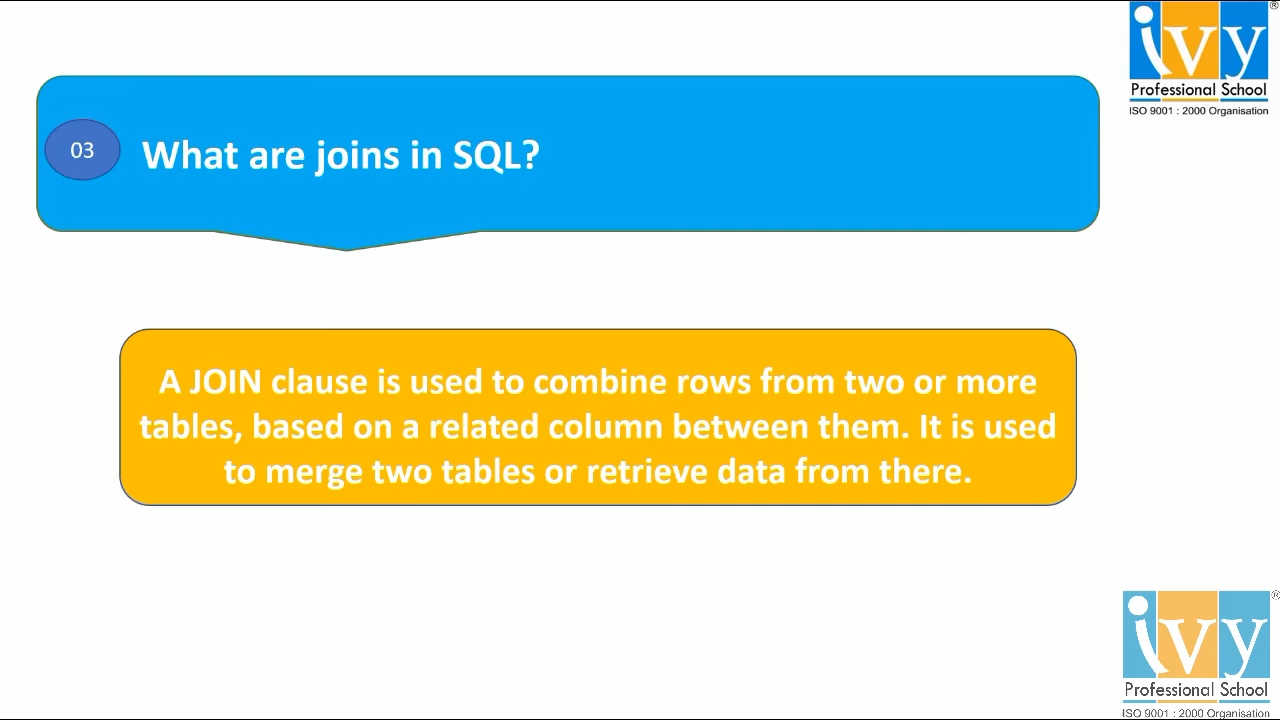 ivy
Professional School
ISO 9001 : 2000 Organisation
03
What are joins in SQL?
A JOIN clause is used to combine rows from two or more
tables, based on a related column between them. It is used
to merge two tables or retrieve data from there.
ivy
Professional School
ISO 9001 : 2000 Organisation